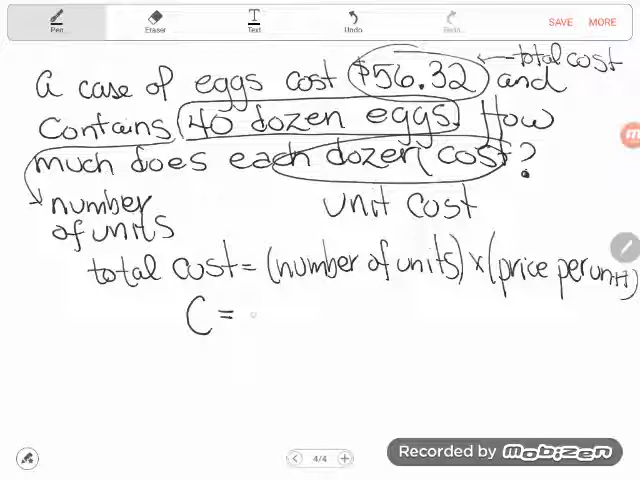 Pen
Eraser
Text
Undo
Redo
SAVE
MORE
a case of eggs cost $56.32 and
total cost
contains 40 dozen eggs. How
much does each dozen cost?
number
of units
unit cost
total cost = (number of units) × (price per unit)
C =
4/4
Recorded by mobizen